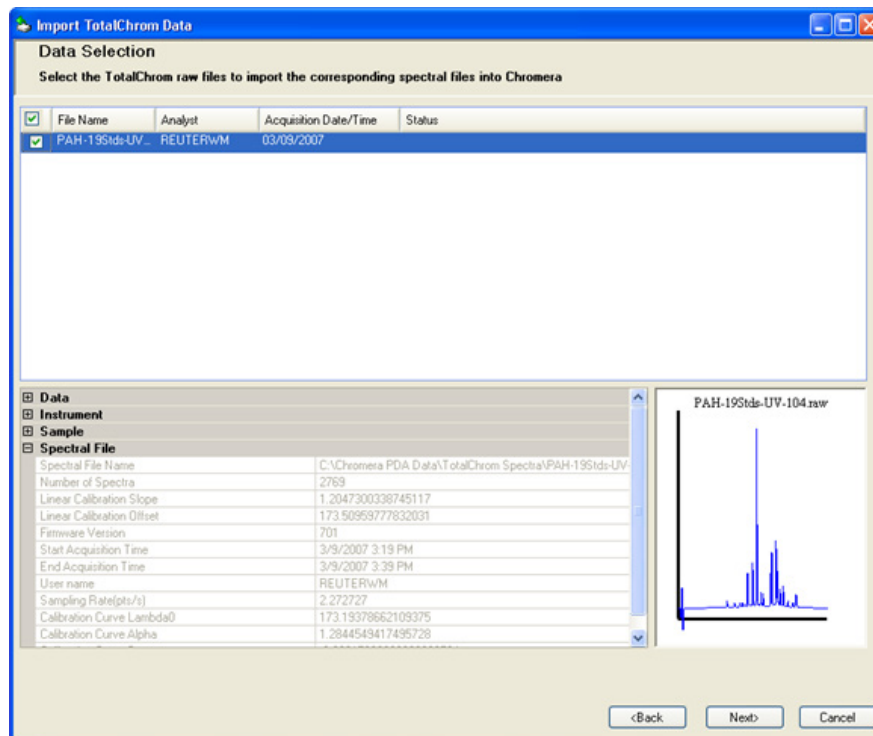 Import TotalChrom Data
Data Selection
Select the TotalChrom raw files to import the corresponding spectral files into Chromera
File Name Analyst Acquisition Date/Time Status
PAH-19Stds-UV... REUTERWM 03/09/2007
Data
Instrument
Sample
Spectral File
Spectral File Name C:\Chromera PDA Data\TotalChrom Spectra\PAH-19Stds-UV-
Number of Spectra 2769
Linear Calibration Slope 1.2047300338745117
Linear Calibration Offset 173.50959777832031
Firmware Version 701
Start Acquisition Time 3/9/2007 3:19 PM
End Acquisition Time 3/9/2007 3:39 PM
User name REUTERWM
Sampling Rate(pts/s) 2.272727
Calibration Curve Lambda0 173.19378662109375
Calibration Curve Alpha 1.2844549417495728
PAH-19Stds-UV-104.raw
<Back Next> Cancel